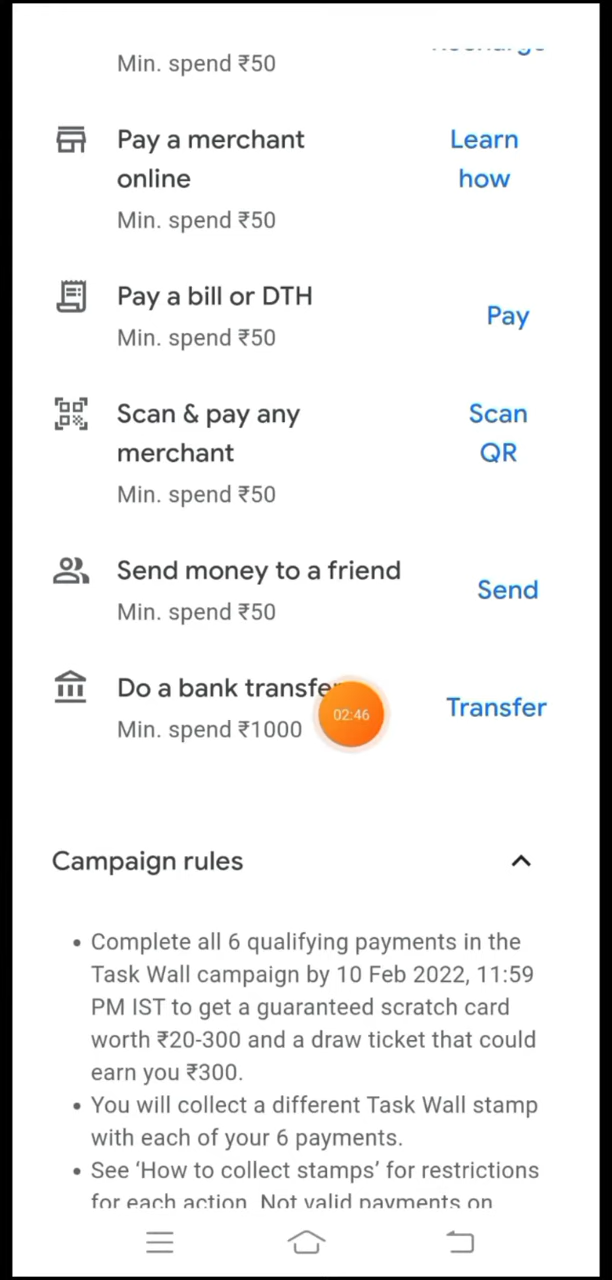 Min. spend ₹50
Pay a merchant
online
Learn
how
Min. spend ₹50
Pay a bill or DTH
Pay
Min. spend ₹50
Scan & pay any
merchant
Scan
QR
Min. spend ₹50
Send money to a friend
Send
Min. spend ₹50
Do a bank transfer
02:46
Transfer
Min. spend ₹1000
Campaign rules
• Complete all 6 qualifying payments in the
Task Wall campaign by 10 Feb 2022, 11:59
PM IST to get a guaranteed scratch card
worth ₹20-300 and a draw ticket that could
earn you ₹300.
• You will collect a different Task Wall stamp
with each of your 6 payments.
• See ‘How to collect stamps’ for restrictions
for each action. Not valid payments on